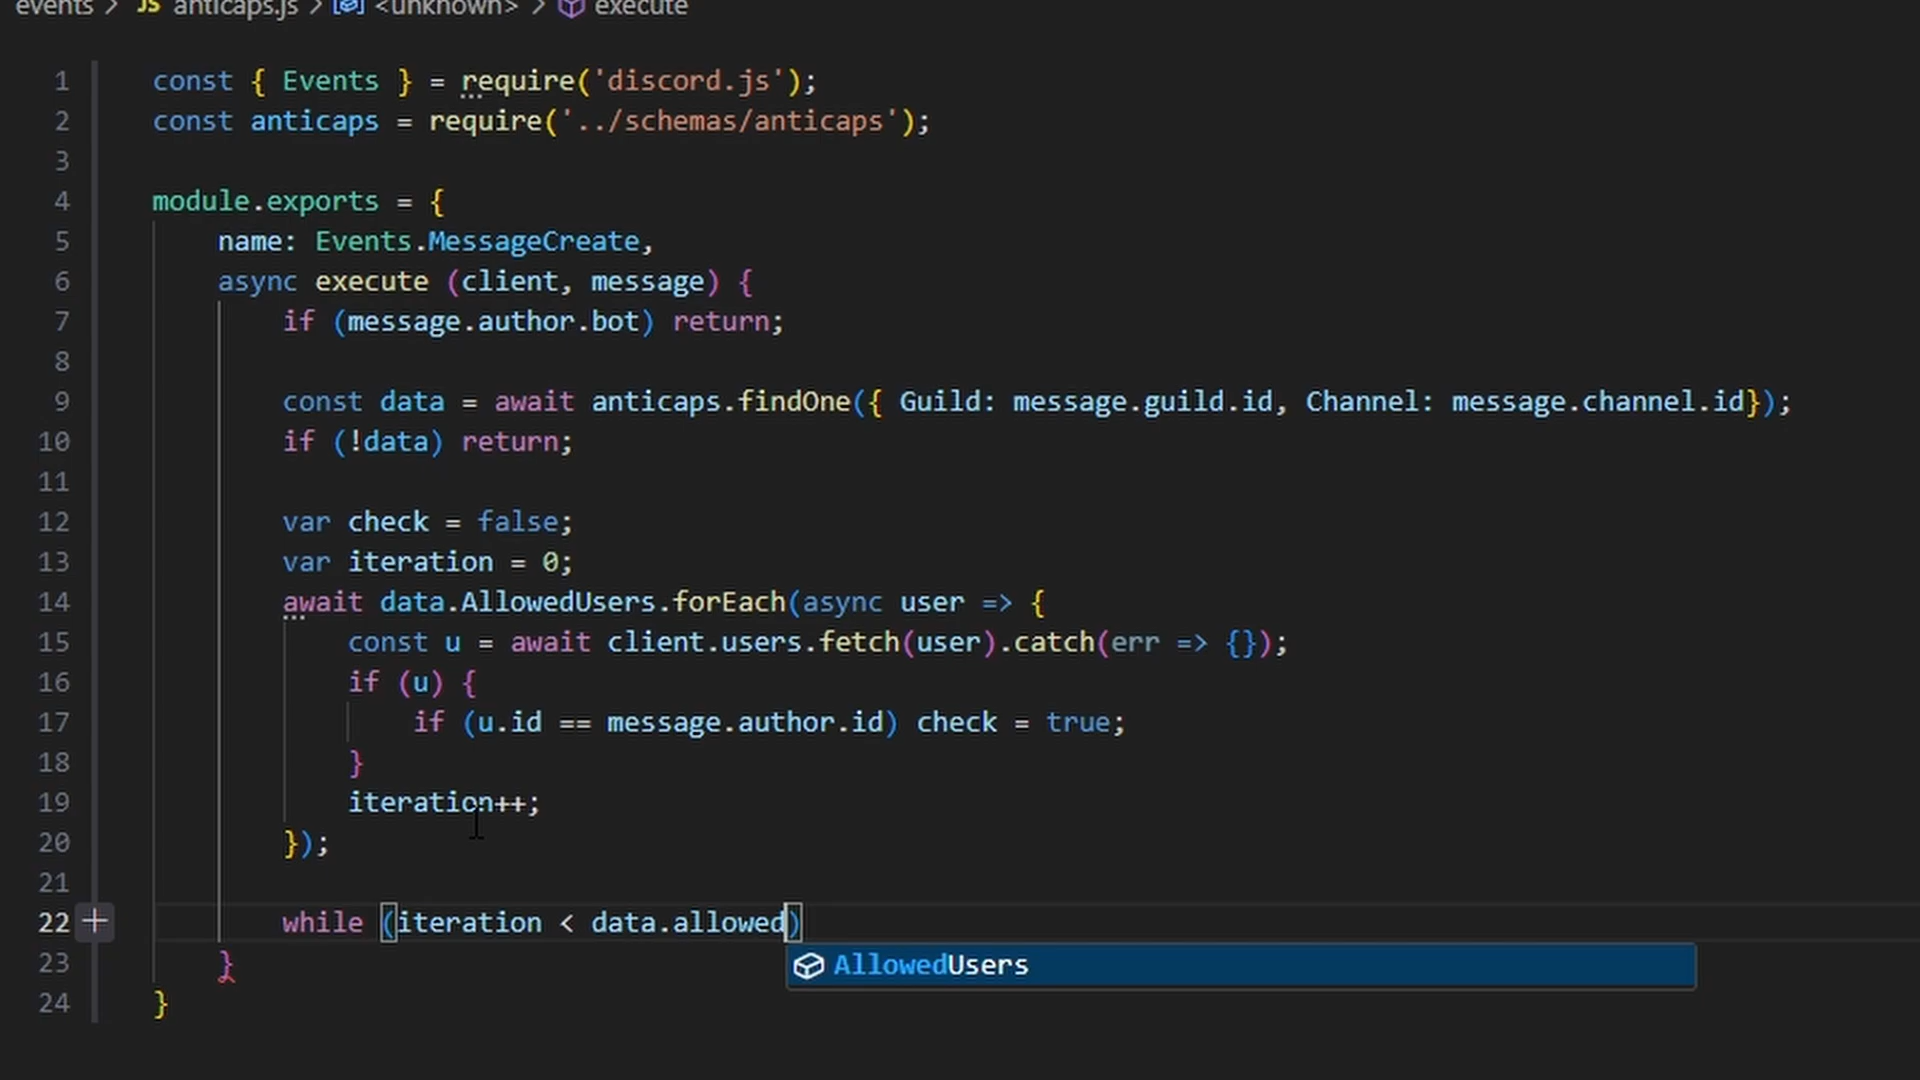 events > JS anticaps.js > <unknown> > execute
1 const { Events } = require('discord.js');
2 const anticaps = require('../schemas/anticaps');
3
4 module.exports = {
5 name: Events.MessageCreate,
6 async execute (client, message) {
7 if (message.author.bot) return;
8
9 const data = await anticaps.findOne({ Guild: message.guild.id, Channel: message.channel.id});
10 if (!data) return;
11
12 var check = false;
13 var iteration = 0;
14 await data.AllowedUsers.forEach(async user => {
15 const u = await client.users.fetch(user).catch(err => {});
16 if (u) {
17 if (u.id == message.author.id) check = true;
18 }
19 iteration++;
20 });
21
22 while (iteration < data.allowed)
AllowedUsers
23 }
24 }